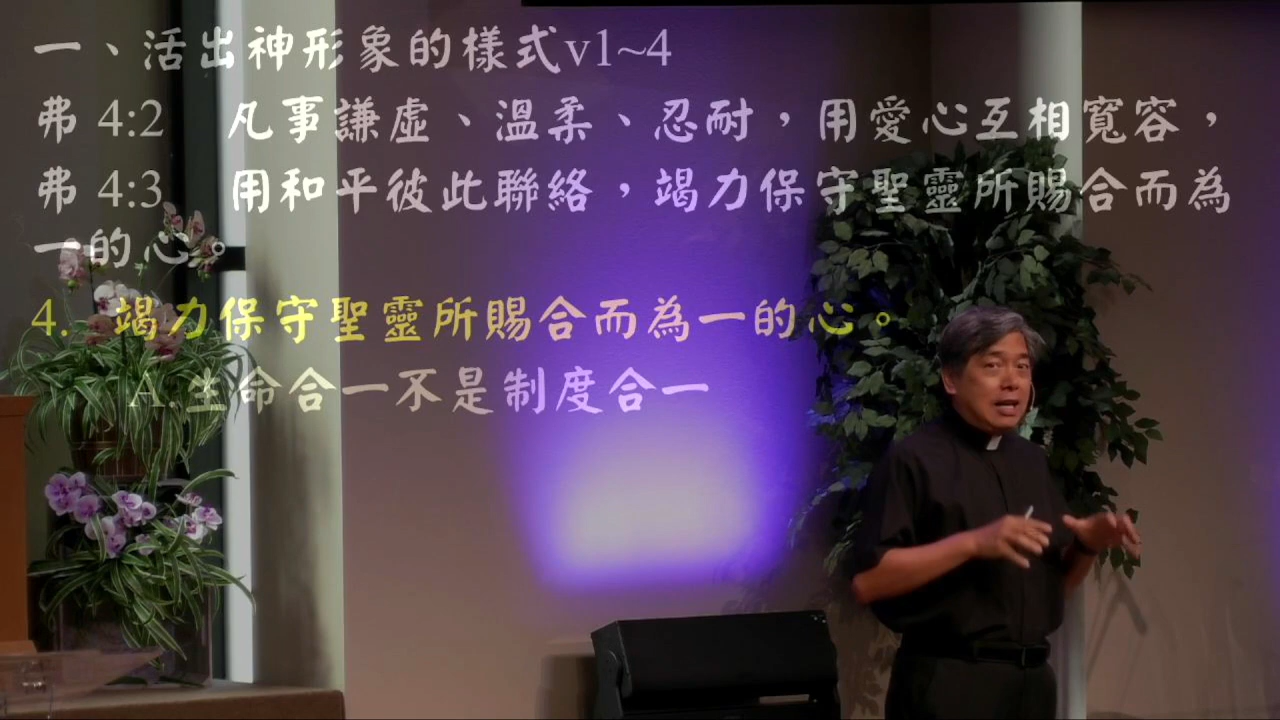 一、活出神形象的樣式v1~4
弗 4:2 凡事謙虛、溫柔、忍耐，用愛心互相寬容，
弗 4:3 用和平彼此聯絡，竭力保守聖靈所賜合而為
一的心。
4. 竭力保守聖靈所賜合而為一的心。
A.生命合一不是制度合一